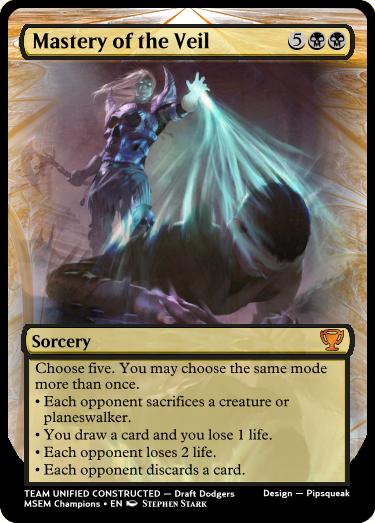 Mastery of the Veil 5
Sorcery
Choose five. You may choose the same mode
more than once.
• Each opponent sacrifices a creature or
planeswalker.
• You draw a card and you lose 1 life.
• Each opponent loses 2 life.
• Each opponent discards a card.
TEAM UNIFIED CONSTRUCTED — Draft Dodgers Design — Pipsqueak
MSEM Champions • EN Stephen Stark